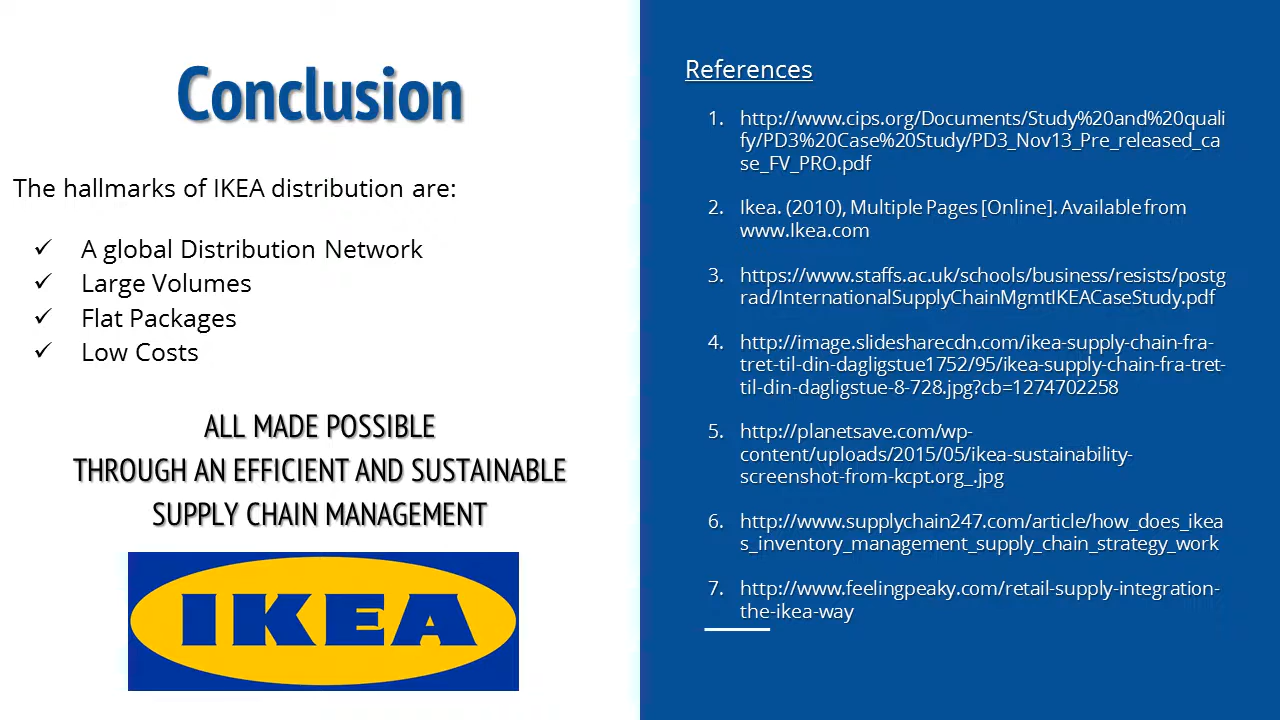 Conclusion
The hallmarks of IKEA distribution are:
✓ A global Distribution Network
✓ Large Volumes
✓ Flat Packages
✓ Low Costs
ALL MADE POSSIBLE
THROUGH AN EFFICIENT AND SUSTAINABLE
SUPPLY CHAIN MANAGEMENT
IKEA
References
1. http://www.cips.org/Documents/Study%20and%20quali
fy/PD3%20Case%20Study/PD3_Nov13_Pre_released_ca
se_FV_PRO.pdf
2. Ikea. (2010), Multiple Pages [Online]. Available from
www.Ikea.com
3. https://www.staffs.ac.uk/schools/business/resists/postg
rad/InternationalSupplyChainMgmtIKEACaseStudy.pdf
4. http://image.slidesharecdn.com/ikea-supply-chain-fra-
tret-til-din-dagligstue1752/95/ikea-supply-chain-fra-tret-
til-din-dagligstue-8-728.jpg?cb=1274702258
5. http://planetsave.com/wp-
content/uploads/2015/05/ikea-sustainability-
screenshot-from-kcpt.org_.jpg
6. http://www.supplychain247.com/article/how_does_ikea
s_inventory_management_supply_chain_strategy_work
7. http://www.feelingpeaky.com/retail-supply-integration-
the-ikea-way